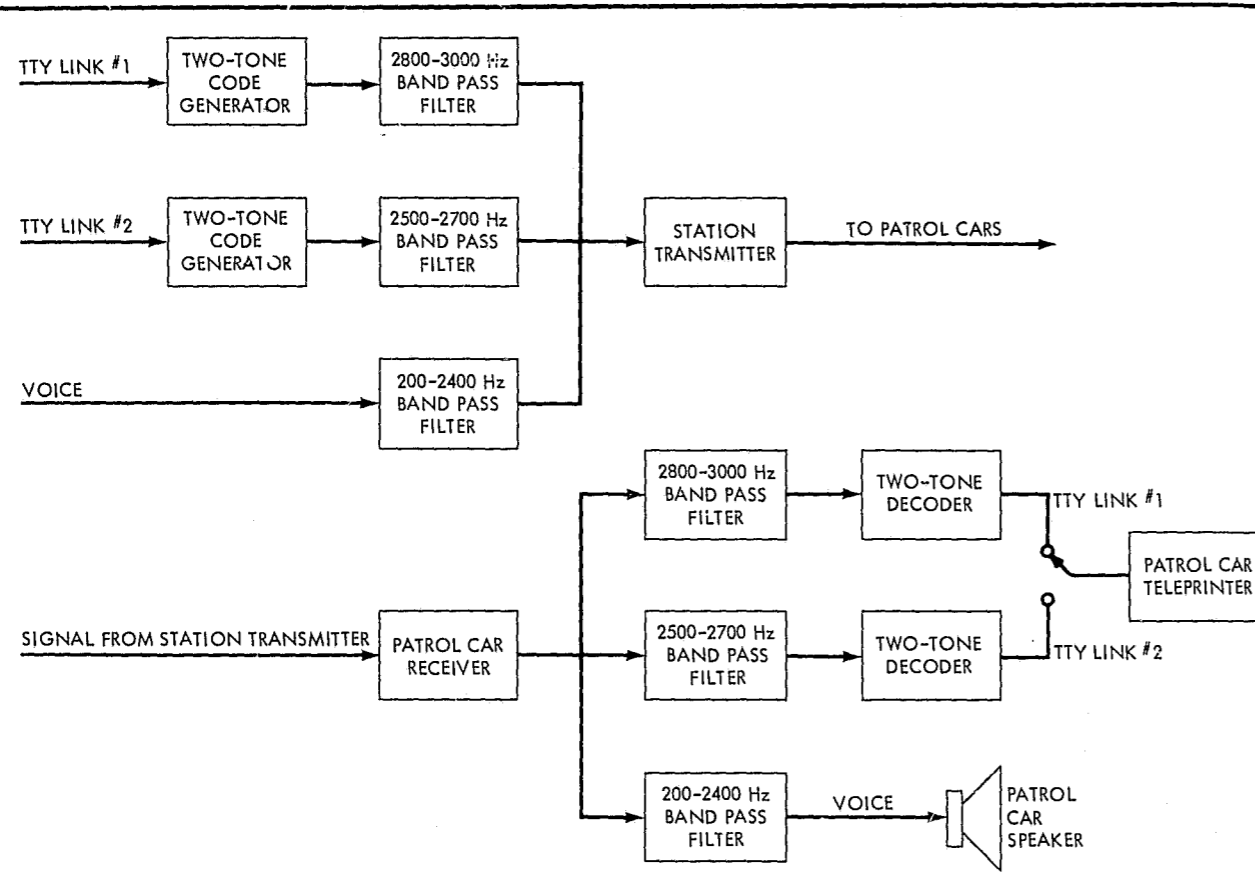 TTY LINK #1
TWO-TONE
CODE
GENERATOR
2800-3000 Hz
BAND PASS
FILTER
TTY LINK #2
TWO-TONE
CODE
GENERATOR
2500-2700 Hz
BAND PASS
FILTER
STATION
TRANSMITTER
TO PATROL CARS
VOICE
200-2400 Hz
BAND PASS
FILTER
2800-3000 Hz
BAND PASS
FILTER
TWO-TONE
DECODER
TTY LINK #1
PATROL CAR
TELEPRINTER
SIGNAL FROM STATION TRANSMITTER
PATROL CAR
RECEIVER
2500-2700 Hz
BAND PASS
FILTER
TWO-TONE
DECODER
TTY LINK #2
200-2400 Hz
BAND PASS
FILTER
VOICE
PATROL
CAR
SPEAKER